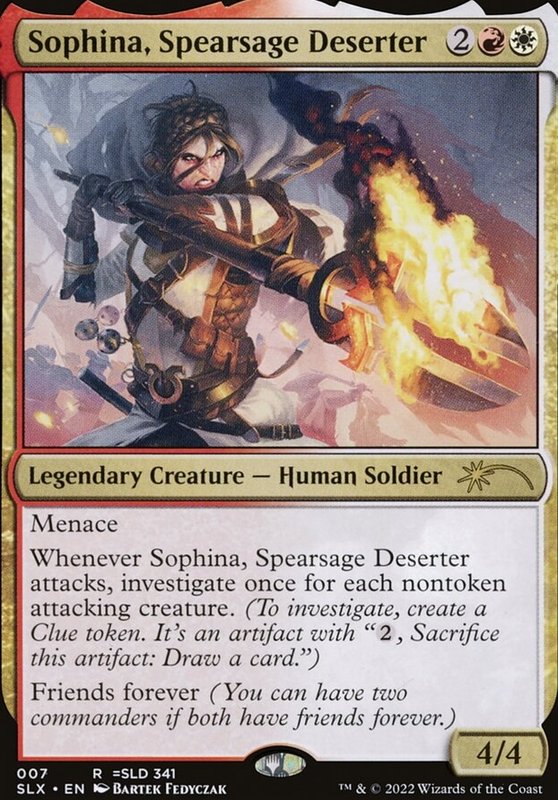 Sophina, Spearsage Deserter 2
Legendary Creature — Human Soldier
Menace
Whenever Sophina, Spearsage Deserter
attacks, investigate once for each nontoken
attacking creature. (To investigate, create a
Clue token. It's an artifact with “2, Sacrifice
this artifact: Draw a card.”)
Friends forever (You can have two
commanders if both have friends forever.)
4/4
007 R =SLD 341
SLX • EN Bartek Fedyczak ™ & © 2022 Wizards of the Coast